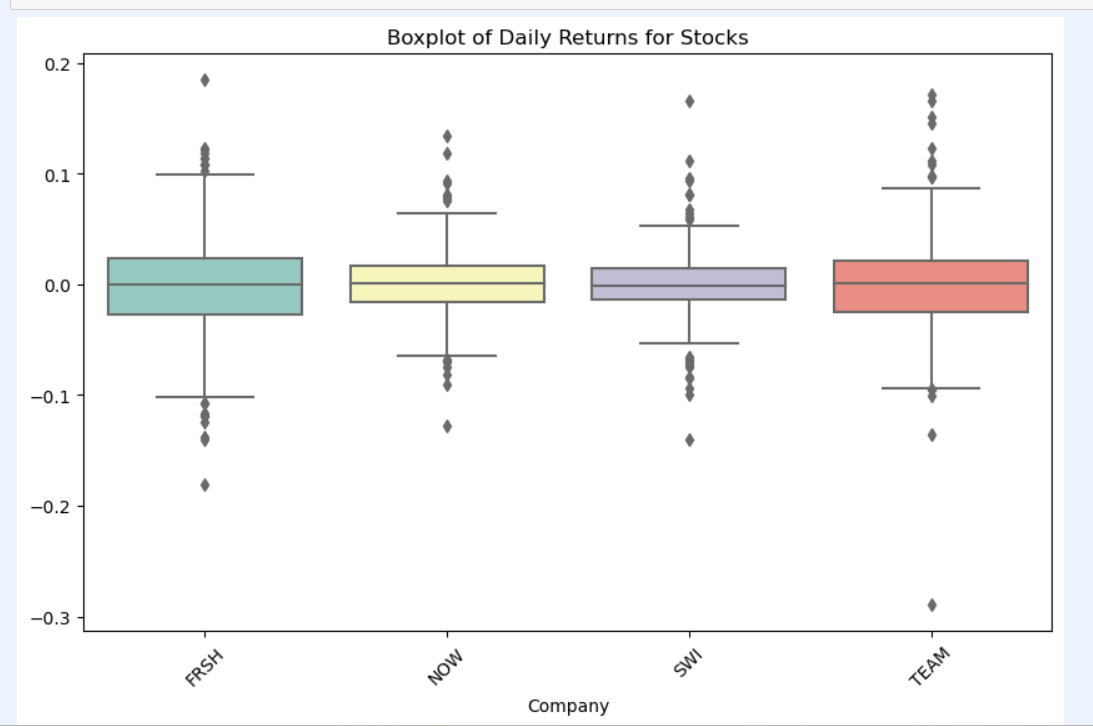 Boxplot of Daily Returns for Stocks
0.2
0.1
0.0
−0.1
−0.2
−0.3
FRSH
NOW
SWI
TEAM
Company